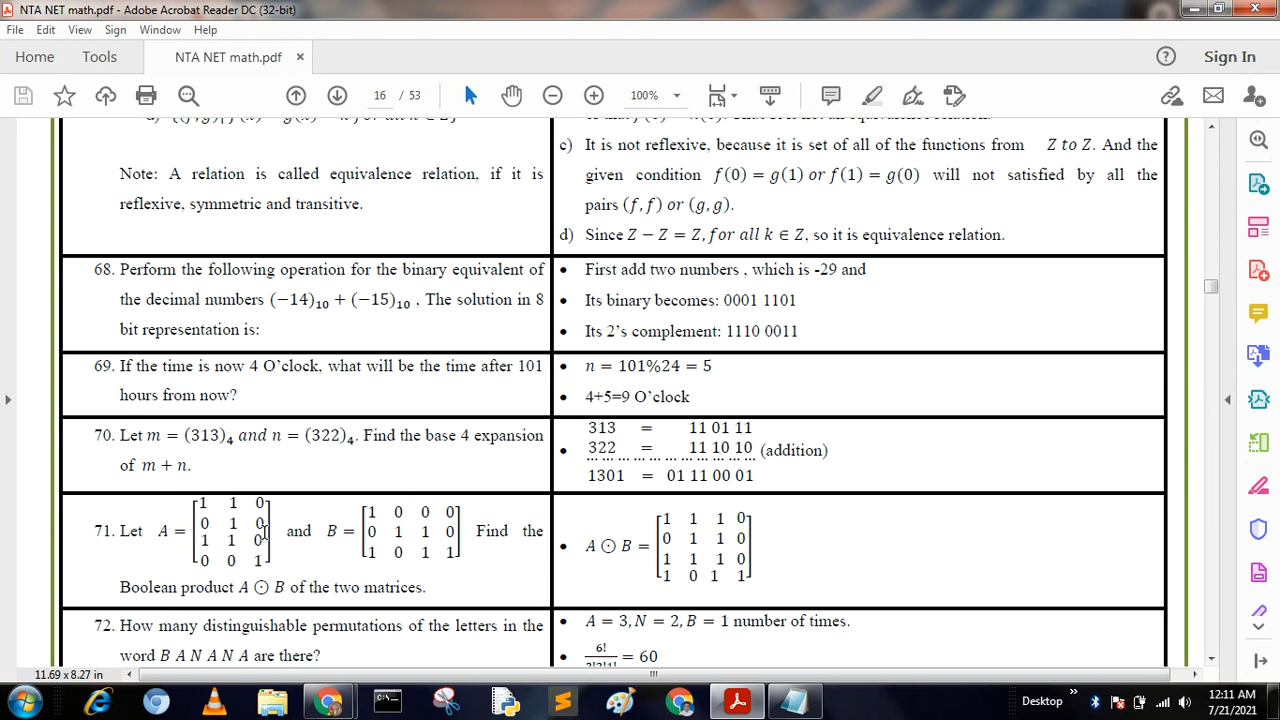 NTA NET math.pdf - Adobe Acrobat Reader DC (32-bit)
File Edit View Sign Window Help
Home Tools NTA NET math.pdf × Sign In
16 / 53 100%
c) It is not reflexive, because it is set of all of the functions from Z to Z. And the
given condition f(0) = g(1) or f(1) = g(0) will not satisfied by all the
pairs (f, f) or (g, g).
d) Since Z − Z = Z, for all k ∈ Z, so it is equivalence relation.
Note: A relation is called equivalence relation, if it is
reflexive, symmetric and transitive.
68. Perform the following operation for the binary equivalent of
the decimal numbers (−14)₁₀ + (−15)₁₀ , The solution in 8
bit representation is:
• First add two numbers , which is -29 and
• Its binary becomes: 0001 1101
• Its 2’s complement: 1110 0011
69. If the time is now 4 O’clock, what will be the time after 101
hours from now?
• n = 101%24 = 5
• 4+5=9 O’clock
70. Let m = (313)₄ and n = (322)₄. Find the base 4 expansion
of m + n.
313 = 11 01 11
322 = 11 10 10
• ... ... ... ... ... ... ... ... (addition)
1301 = 01 11 00 01
71. Let A = [1 1 0
0 1 0
1 1 0
0 0 1] and B = [1 0 0 0
0 1 1 0
1 0 1 1] Find the
Boolean product A ⊙ B of the two matrices.
• A ⊙ B = [1 1 1 0
0 1 1 0
1 1 1 0
1 0 1 1]
72. How many distinguishable permutations of the letters in the
word B A N A N A are there?
• A = 3, N = 2, B = 1 number of times.
• 6!/3!2!1! = 60
11.69 x 8.27 in
Desktop
12:11 AM
7/21/2021